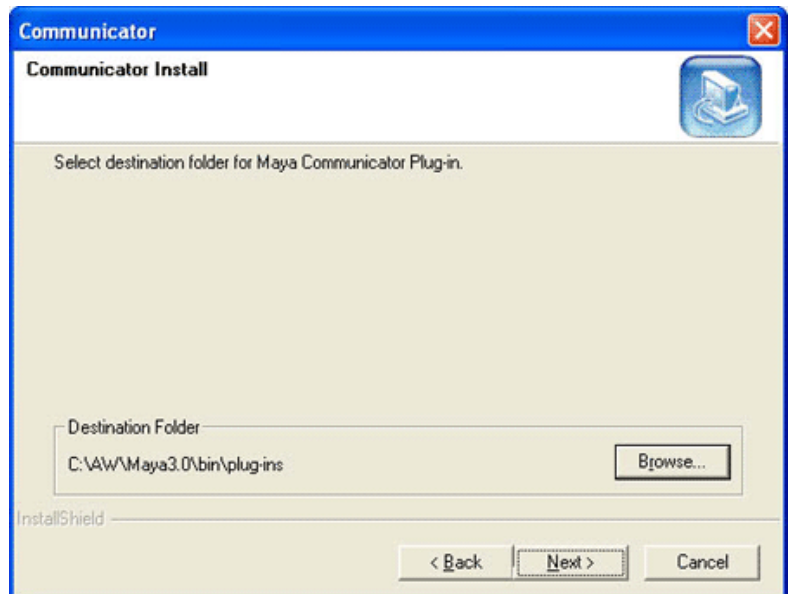 Communicator
Communicator Install
Select destination folder for Maya Communicator Plug-in.
Destination Folder
C:\AW\Maya3.0\bin\plug-ins
Browse...
InstallShield
< Back
Next >
Cancel